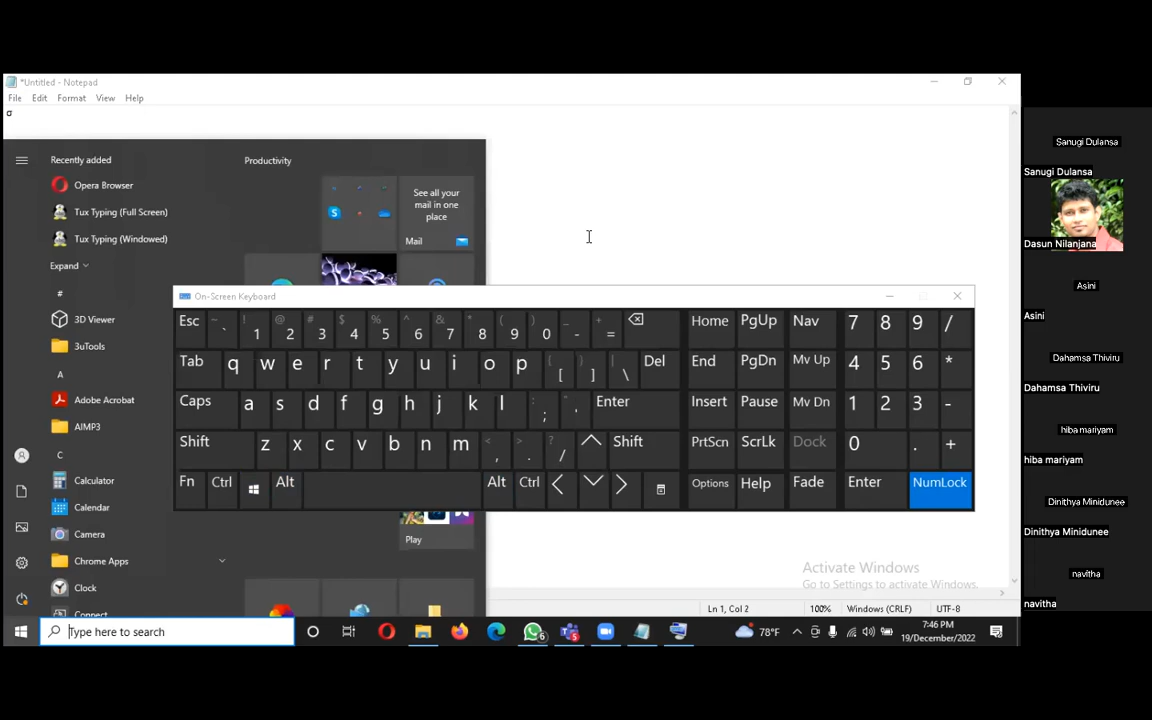 *Untitled - Notepad
File Edit Format View Help
σ
Recently added
Productivity
Opera Browser
Tux Typing (Full Screen)
Tux Typing (Windowed)
Expand
#
3D Viewer
3uTools
A
Adobe Acrobat
AIMP3
C
Calculator
Calendar
Camera
Chrome Apps
Clock
Connect
See all your
mail in one
place
Mail
Play
On-Screen Keyboard
Esc ~ ` ! 1 @ 2 # 3 $ 4 % 5 ^ 6 & 7 * 8 ( 9 ) 0 _ - + = Home PgUp Nav 7 8 9 /
Tab q w e r t y u i o p { [ } ] | \ Del End PgDn Mv Up 4 5 6 *
Caps a s d f g h j k l : ; " ' Enter Insert Pause Mv Dn 1 2 3 -
Shift z x c v b n m < , > . ? / Shift PrtScn ScrLk Dock 0 . +
Fn Ctrl Alt Alt Ctrl Options Help Fade Enter NumLock
Activate Windows
Go to Settings to activate Windows.
Ln 1, Col 2 100% Windows (CRLF) UTF-8
Type here to search
6
5
78°F
7:46 PM
19/December/2022
Sanugi Dulansa
Sanugi Dulansa
Dasun Nilanjana
Asini
Asini
Dahamsa Thiviru
Dahamsa Thiviru
hiba mariyam
hiba mariyam
Dinithya Minidunee
Dinithya Minidunee
navitha
navitha